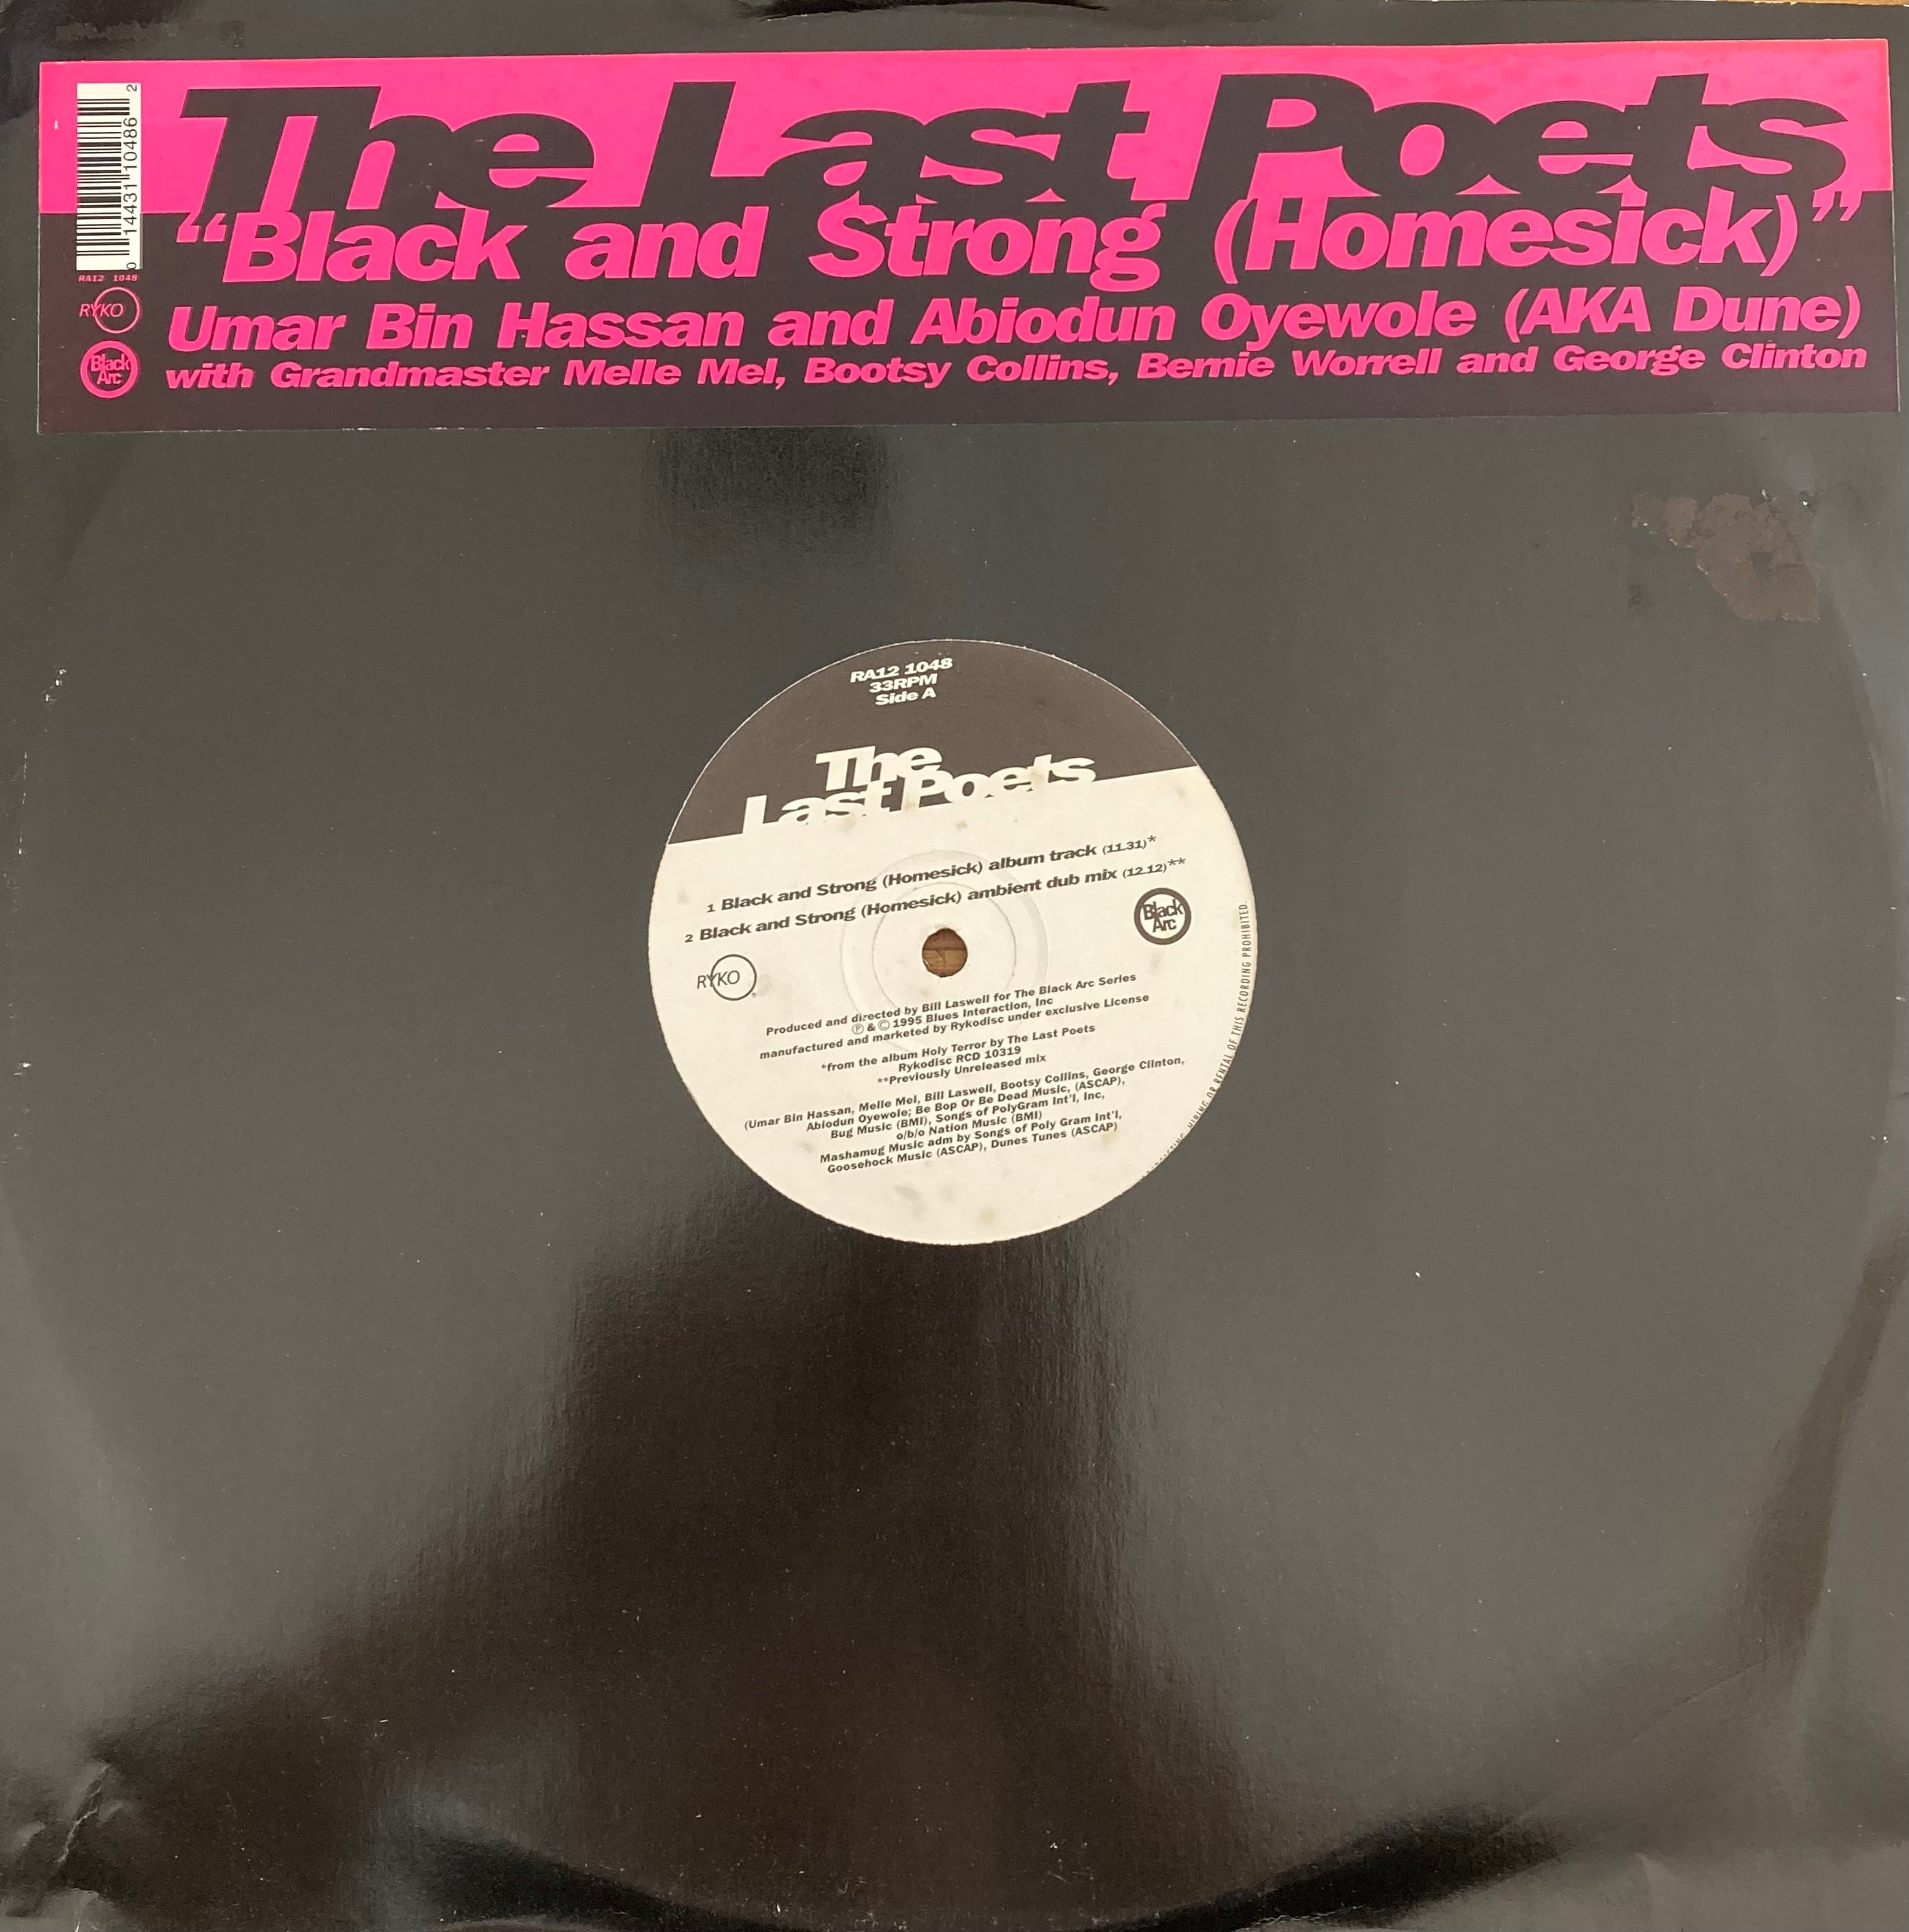 The Last Poets
“Black and Strong (Homesick)”
Umar Bin Hassan and Abiodun Oyewole (AKA Dune)
with Grandmaster Melle Mel, Bootsy Collins, Bernie Worrell and George Clinton
0 14431 10486 2
RA12 1048
RYKO
Black
Arc
RA12 1048
33RPM
Side A
The
Last Poets
1 Black and Strong (Homesick) album track (11.31)*
2 Black and Strong (Homesick) ambient dub mix (12.12)**
Black
Arc
RYKO
Produced and directed by Bill Laswell for The Black Arc Series
℗ & © 1995 Blues Interaction, Inc
manufactured and marketed by Rykodisc under exclusive License
*from the album Holy Terror by The Last Poets
Rykodisc RCD 10319
**Previously Unreleased mix
(Umar Bin Hassan, Melle Mel, Bill Laswell, Bootsy Collins, George Clinton,
Abiodun Oyewole; Be Bop Or Be Dead Music, (ASCAP),
Bug Music (BMI), Songs of PolyGram Int'l, Inc,
o/b/o Nation Music (BMI)
Mashamug Music adm by Songs of Poly Gram Int'l,
Goosehock Music (ASCAP), Dunes Tunes (ASCAP)
HIRING OR RENTAL OF THIS RECORDING PROHIBITED.